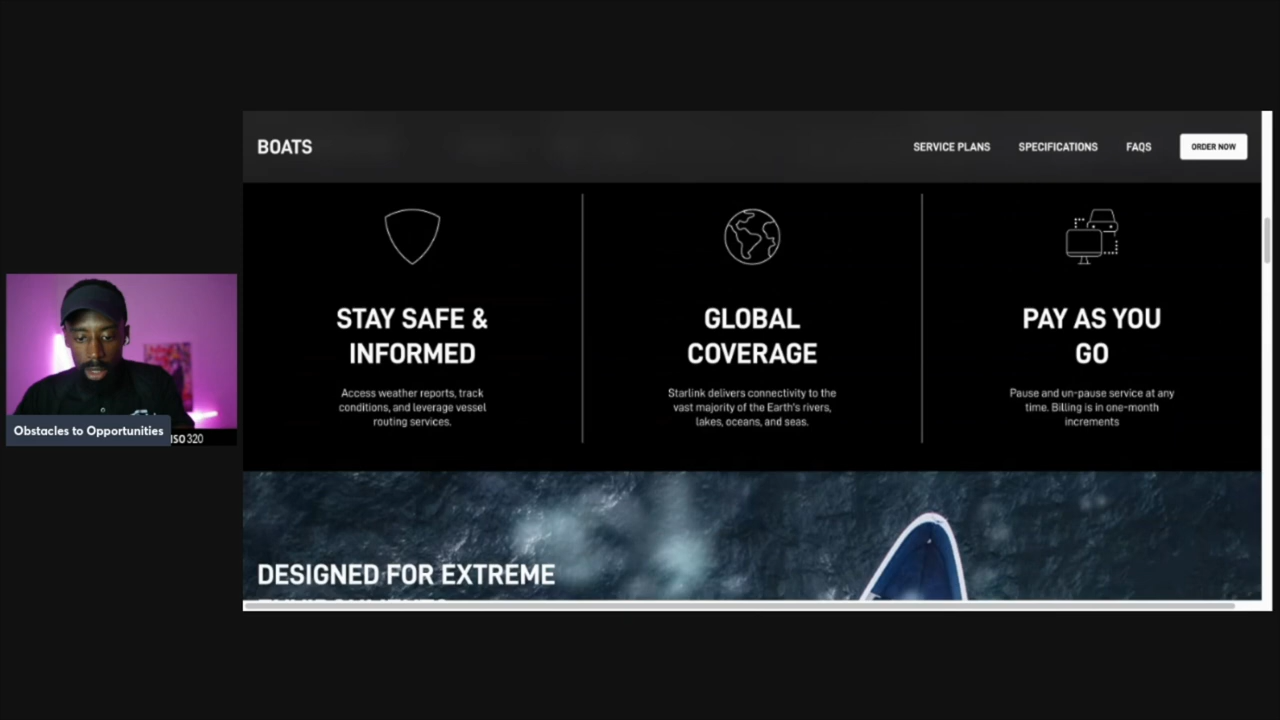 BOATS
SERVICE PLANS
SPECIFICATIONS
FAQS
ORDER NOW
STAY SAFE &
INFORMED
Access weather reports, track
conditions, and leverage vessel
routing services.
GLOBAL
COVERAGE
Starlink delivers connectivity to the
vast majority of the Earth's rivers,
lakes, oceans, and seas.
PAY AS YOU
GO
Pause and un-pause service at any
time. Billing is in one-month
increments
Obstacles to Opportunities
ISO 320
DESIGNED FOR EXTREME